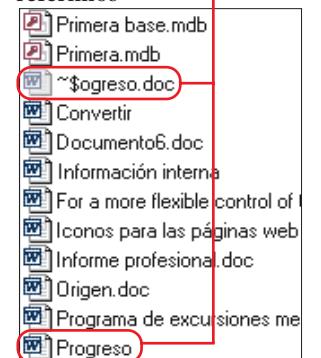 Primera base.mdb
Primera.mdb
~$ogreso.doc
Convertir
Documento6.doc
Información interna
For a more flexible control of
Iconos para las páginas web
Informe profesional.doc
Origen.doc
Programa de excursiones me
Progreso